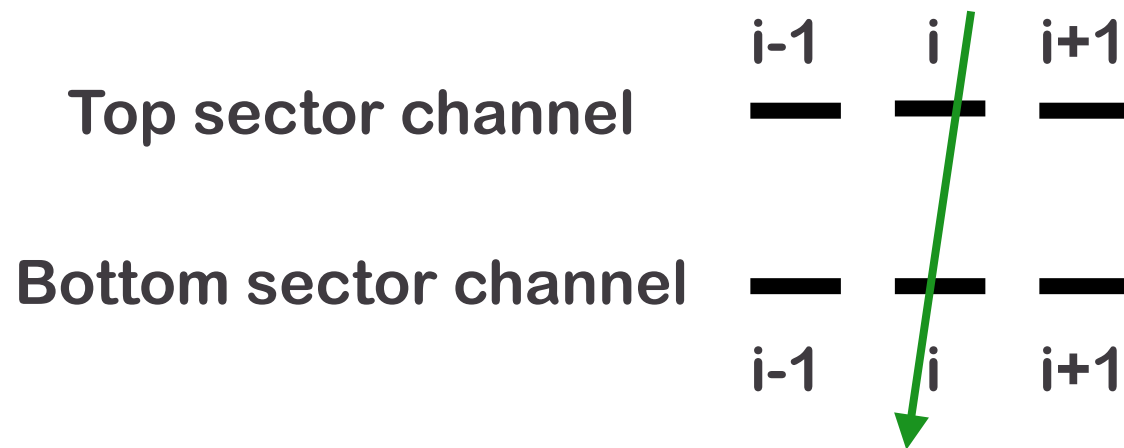 i-1 i i+1
Top sector channel
Bottom sector channel
i-1 i i+1